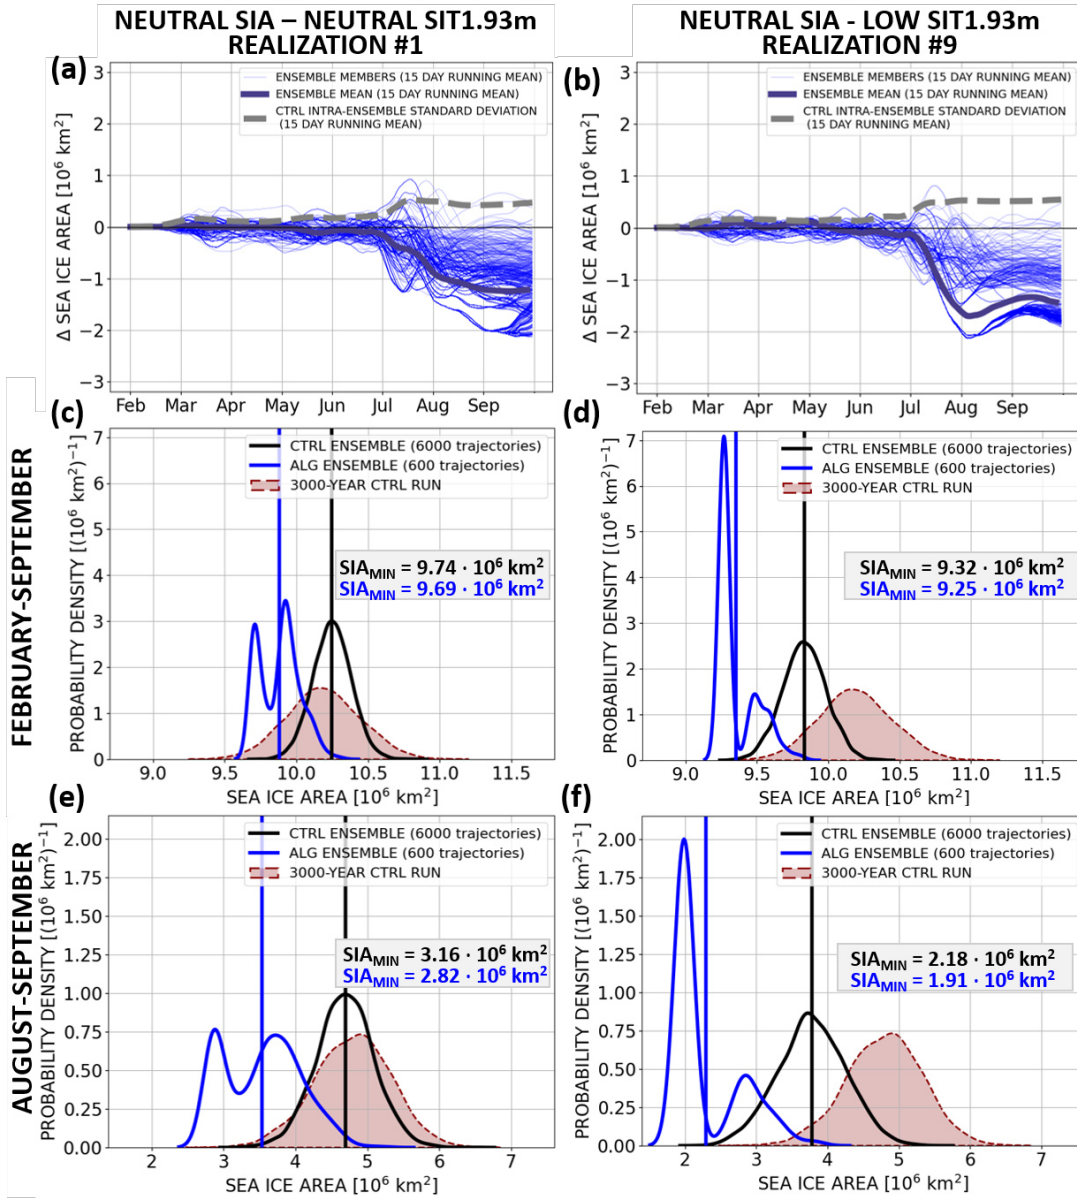 NEUTRAL SIA – NEUTRAL SIT1.93m
REALIZATION #1
NEUTRAL SIA - LOW SIT1.93m
REALIZATION #9
(a)
ENSEMBLE MEMBERS (15 DAY RUNNING MEAN)
ENSEMBLE MEAN (15 DAY RUNNING MEAN)
CTRL INTRA-ENSEMBLE STANDARD DEVIATION
(15 DAY RUNNING MEAN)
Δ SEA ICE AREA [10⁶ km²]
3
2
1
0
−1
−2
−3
Feb Mar Apr May Jun Jul Aug Sep
(b)
ENSEMBLE MEMBERS (15 DAY RUNNING MEAN)
ENSEMBLE MEAN (15 DAY RUNNING MEAN)
CTRL INTRA-ENSEMBLE STANDARD DEVIATION
(15 DAY RUNNING MEAN)
Δ SEA ICE AREA [10⁶ km²]
3
2
1
0
−1
−2
−3
Feb Mar Apr May Jun Jul Aug Sep
FEBRUARY-SEPTEMBER
(c)
CTRL ENSEMBLE (6000 trajectories)
ALG ENSEMBLE (600 trajectories)
3000-YEAR CTRL RUN
SIA_MIN = 9.74 · 10⁶ km²
SIA_MIN = 9.69 · 10⁶ km²
PROBABILITY DENSITY [(10⁶ km²)⁻¹]
7
6
5
4
3
2
1
0
9.0 9.5 10.0 10.5 11.0 11.5
SEA ICE AREA [10⁶ km²]
(d)
CTRL ENSEMBLE (6000 trajectories)
ALG ENSEMBLE (600 trajectories)
3000-YEAR CTRL RUN
SIA_MIN = 9.32 · 10⁶ km²
SIA_MIN = 9.25 · 10⁶ km²
PROBABILITY DENSITY [(10⁶ km²)⁻¹]
7
6
5
4
3
2
1
0
9.0 9.5 10.0 10.5 11.0 11.5
SEA ICE AREA [10⁶ km²]
AUGUST-SEPTEMBER
(e)
CTRL ENSEMBLE (6000 trajectories)
ALG ENSEMBLE (600 trajectories)
3000-YEAR CTRL RUN
SIA_MIN = 3.16 · 10⁶ km²
SIA_MIN = 2.82 · 10⁶ km²
PROBABILITY DENSITY [(10⁶ km²)⁻¹]
2.00
1.75
1.50
1.25
1.00
0.75
0.50
0.25
0.00
2 3 4 5 6 7
SEA ICE AREA [10⁶ km²]
(f)
CTRL ENSEMBLE (6000 trajectories)
ALG ENSEMBLE (600 trajectories)
3000-YEAR CTRL RUN
SIA_MIN = 2.18 · 10⁶ km²
SIA_MIN = 1.91 · 10⁶ km²
PROBABILITY DENSITY [(10⁶ km²)⁻¹]
2.00
1.75
1.50
1.25
1.00
0.75
0.50
0.25
0.00
2 3 4 5 6 7
SEA ICE AREA [10⁶ km²]